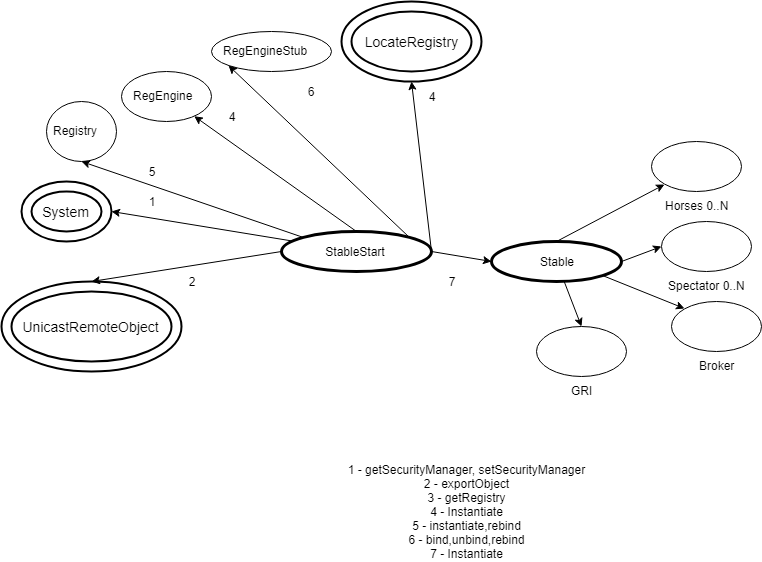 LocateRegistry
RegEngineStub
RegEngine
6
4
4
Registry
5
System
1
Horses 0..N
StableStart
Stable
2
7
Spectator 0..N
UnicastRemoteObject
Broker
GRI
1 - getSecurityManager, setSecurityManager
2 - exportObject
3 - getRegistry
4 - Instantiate
5 - instantiate,rebind
6 - bind,unbind,rebind
7 - Instantiate